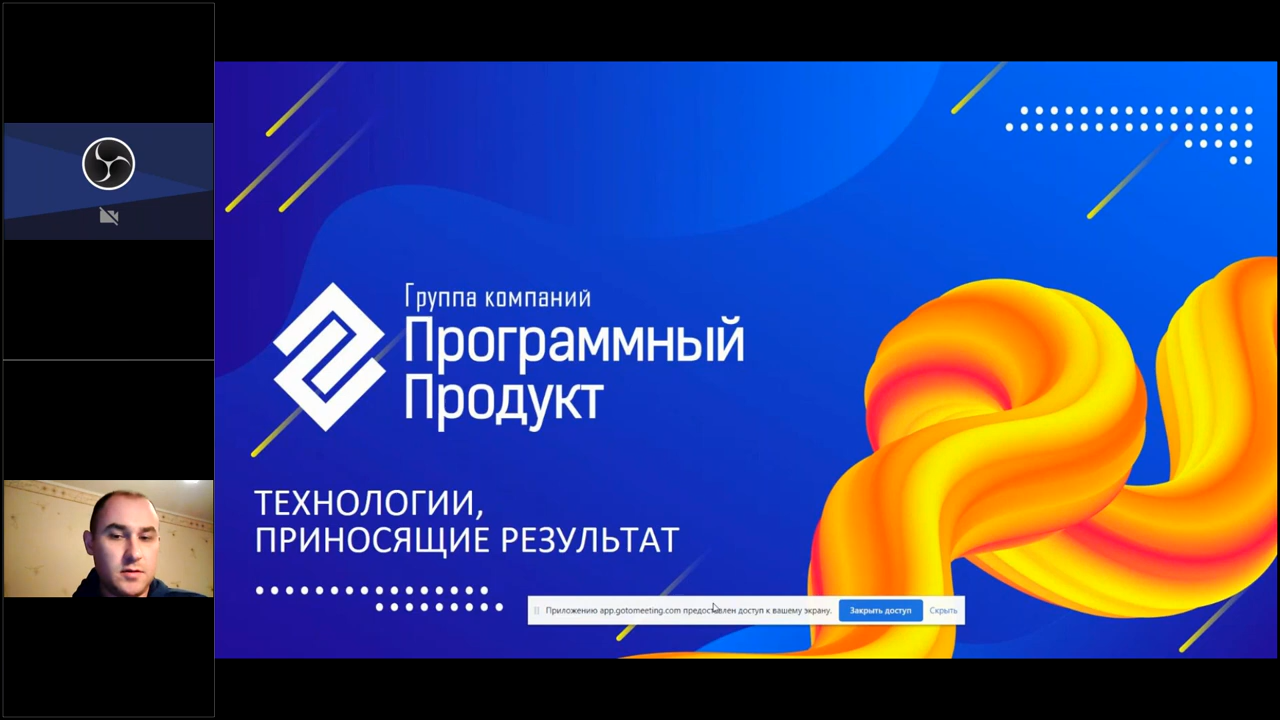 Группа компаний
Программный
Продукт
ТЕХНОЛОГИИ,
ПРИНОСЯЩИЕ РЕЗУЛЬТАТ
Приложению app.gotomeeting.com предоставлен доступ к вашему экрану.
Закрыть доступ
Скрыть